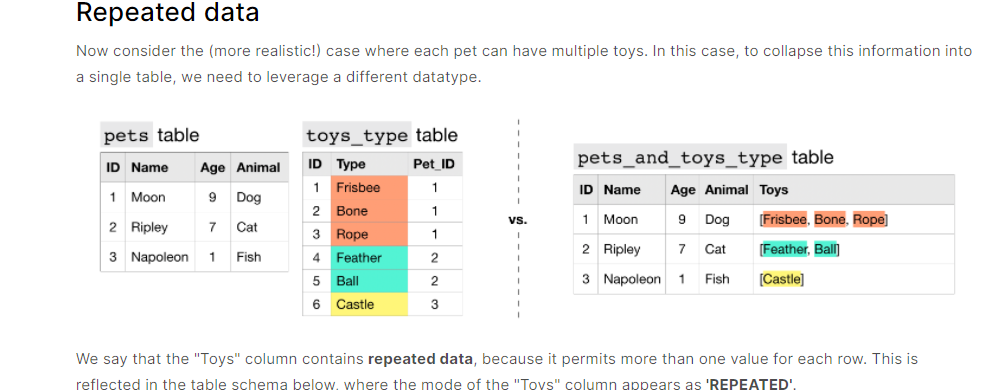 Repeated data
Now consider the (more realistic!) case where each pet can have multiple toys. In this case, to collapse this information into
a single table, we need to leverage a different datatype.
pets table
ID Name Age Animal
1 Moon 9 Dog
2 Ripley 7 Cat
3 Napoleon 1 Fish
toys_type table
ID Type Pet_ID
1 Frisbee 1
2 Bone 1
3 Rope 1
4 Feather 2
5 Ball 2
6 Castle 3
vs.
pets_and_toys_type table
ID Name Age Animal Toys
1 Moon 9 Dog [Frisbee, Bone, Rope]
2 Ripley 7 Cat [Feather, Ball]
3 Napoleon 1 Fish [Castle]
We say that the "Toys" column contains repeated data, because it permits more than one value for each row. This is
reflected in the table schema below, where the mode of the "Toys" column appears as 'REPEATED'.